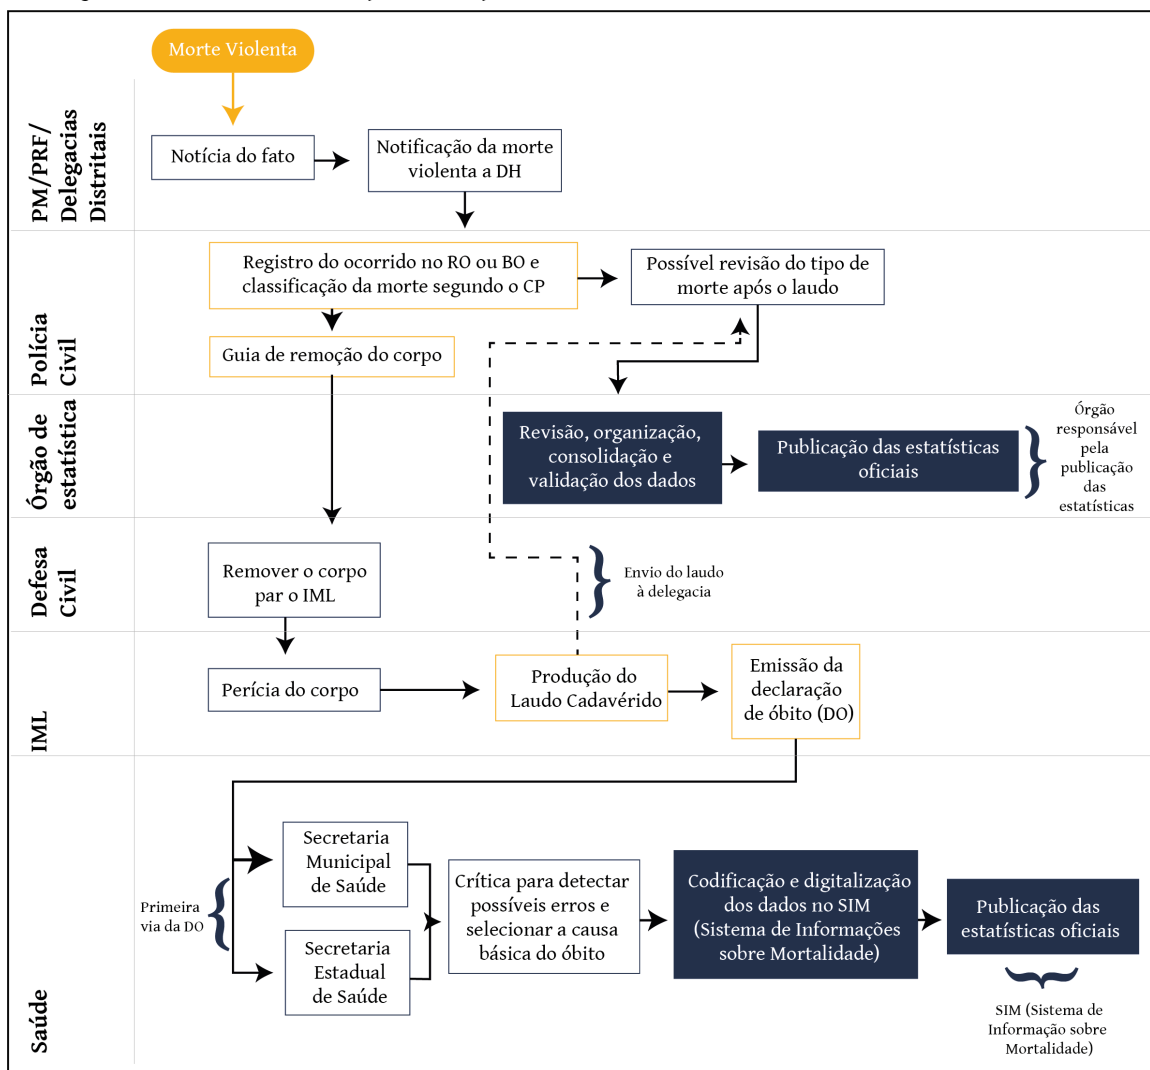 Morte Violenta
PM/PRF/
Delegacias
Distritais
Notícia do fato
Notificação da morte
violenta a DH
Polícia
Civil
Registro do ocorrido no RO ou BO e
classificação da morte segundo o CP
Possível revisão do tipo de
morte após o laudo
Guia de remoção do corpo
Órgão de
estatística
Revisão, organização,
consolidação e
validação dos dados
Publicação das estatísticas
oficiais
Órgão
responsável
pela
publicação
das
estatísticas
Defesa
Civil
Remover o corpo
par o IML
Envio do laudo
à delegacia
IML
Perícia do corpo
Produção do
Laudo Cadavérido
Emissão da
declaração
de óbito (DO)
Saúde
Primeira
via da DO
Secretaria
Municipal
de Saúde
Secretaria
Estadual
de Saúde
Crítica para detectar
possíveis erros e
selecionar a causa
básica do óbito
Codificação e digitalização
dos dados no SIM
(Sistema de Informações
sobre Mortalidade)
Publicação das
estatísticas oficiais
SIM (Sistema de
Informação sobre
Mortalidade)